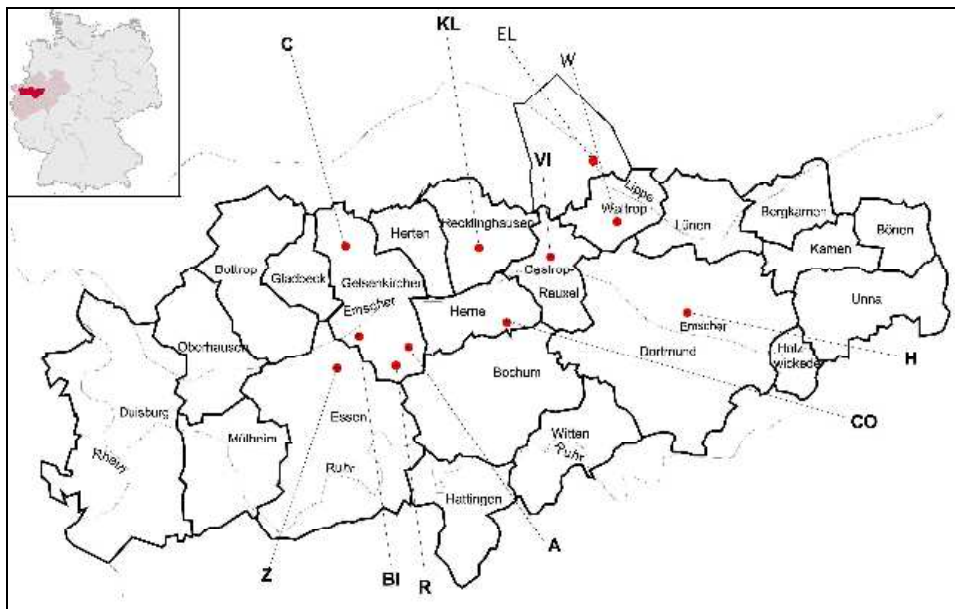 KL
EL
C
W
VI
Lippe
Waltrop
Herten
Recklinghausen
Lünen
Bergkamen
Bönen
Kamen
Bottrop
Gladbeck
Gelsenkirchen
Castrop
Rauxel
Unna
Emscher
Herne
Emscher
Oberhausen
Dortmund
Holz
wickede
H
Bochum
Duisburg
Essen
CO
Mülheim
Witten
Ruhr
Rhein
Ruhr
Hattingen
A
Z
BI
R